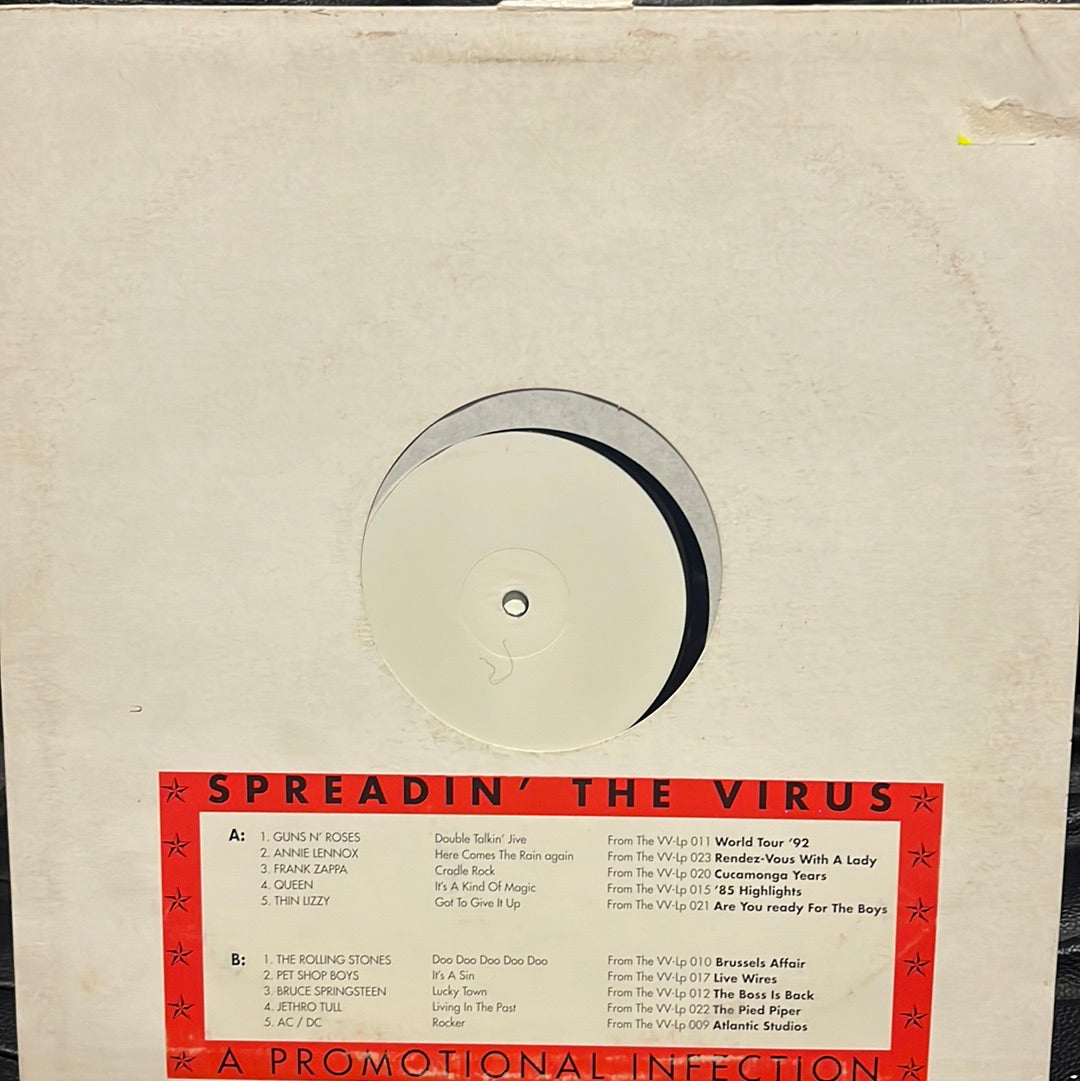 SPREADIN' THE VIRUS
A: 1. GUNS N' ROSES Double Talkin' Jive From The VV-Lp 011 World Tour '92
2. ANNIE LENNOX Here Comes The Rain again From The VV-Lp 023 Rendez-Vous With A Lady
3. FRANK ZAPPA Cradle Rock From The VV-Lp 020 Cucamonga Years
4. QUEEN It's A Kind Of Magic From The VV-Lp 015 '85 Highlights
5. THIN LIZZY Got To Give It Up From The VV-Lp 021 Are You ready For The Boys
B: 1. THE ROLLING STONES Doo Doo Doo Doo Doo From The VV-Lp 010 Brussels Affair
2. PET SHOP BOYS It's A Sin From The VV-Lp 017 Live Wires
3. BRUCE SPRINGSTEEN Lucky Town From The VV-Lp 012 The Boss Is Back
4. JETHRO TULL Living In The Past From The VV-Lp 022 The Pied Piper
5. AC / DC Rocker From The VV-Lp 009 Atlantic Studios
A PROMOTIONAL INFECTION